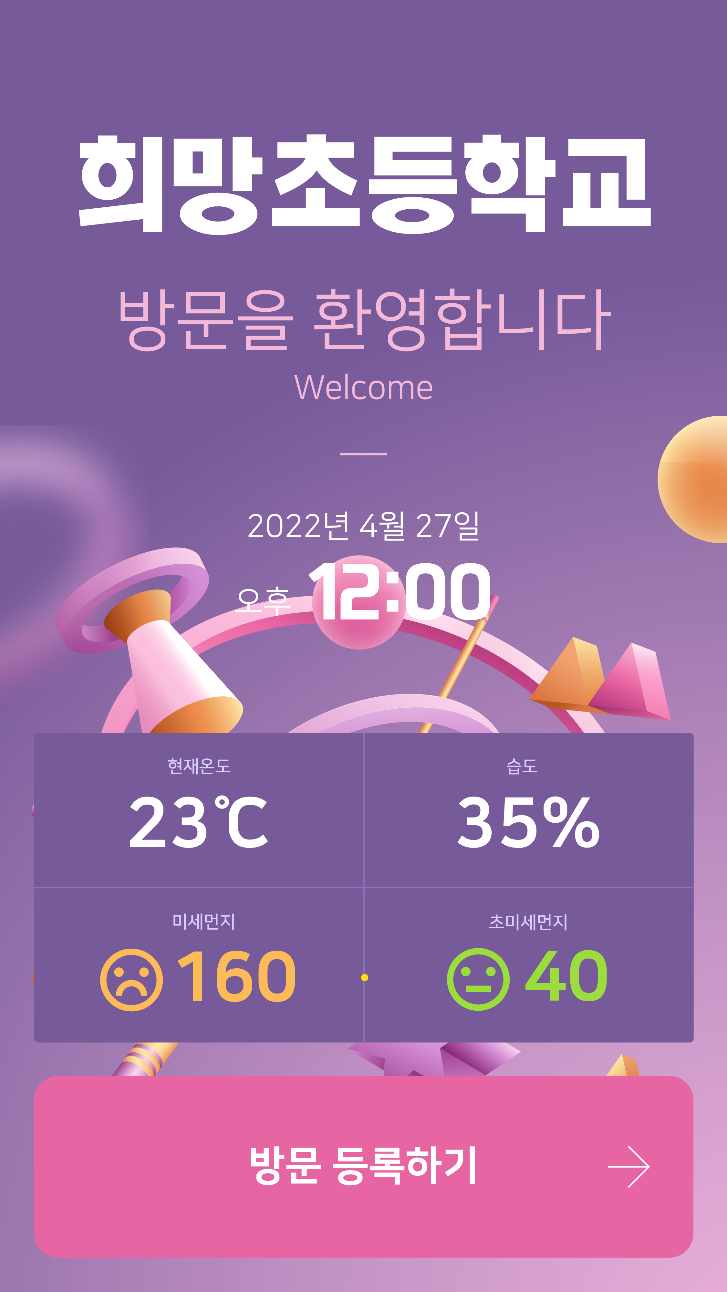 희망초등학교
방문을 환영합니다
Welcome
2022년 4월 27일
오후 12:00
현재온도
23℃
습도
35%
미세먼지
160
초미세먼지
40
방문 등록하기